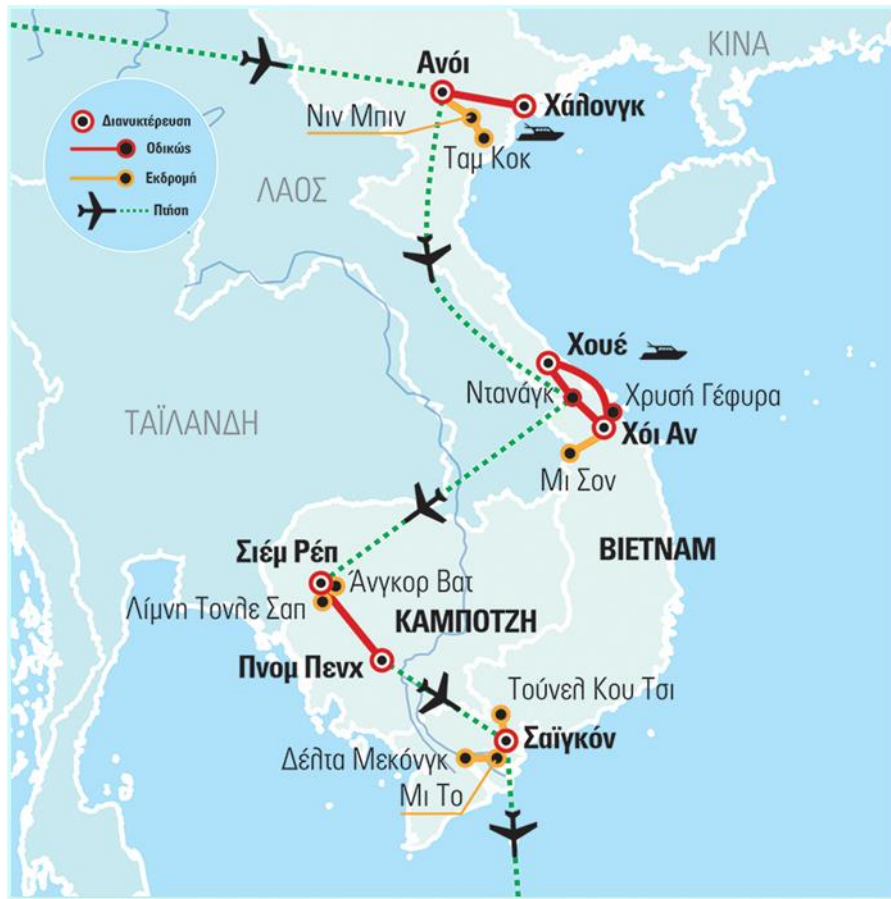 ΚΙΝΑ
Ανόι
Χάλονγκ
Νιν Μπιν
Ταμ Κοκ
Διανυκτέρευση
Οδικώς
Εκδρομή
Πτήση
ΛΑΟΣ
Χουέ
Ντανάγκ
Χρυσή Γέφυρα
Χόι Αν
Μι Σον
ΤΑΪΛΑΝΔΗ
ΒΙΕΤΝΑΜ
Σιέμ Ρέπ
Άνγκορ Βατ
Λίμνη Τονλε Σαπ
ΚΑΜΠΟΤΖΗ
Πνομ Πενχ
Τούνελ Κου Τσι
Σαϊγκόν
Δέλτα Μεκόνγκ
Μι Το